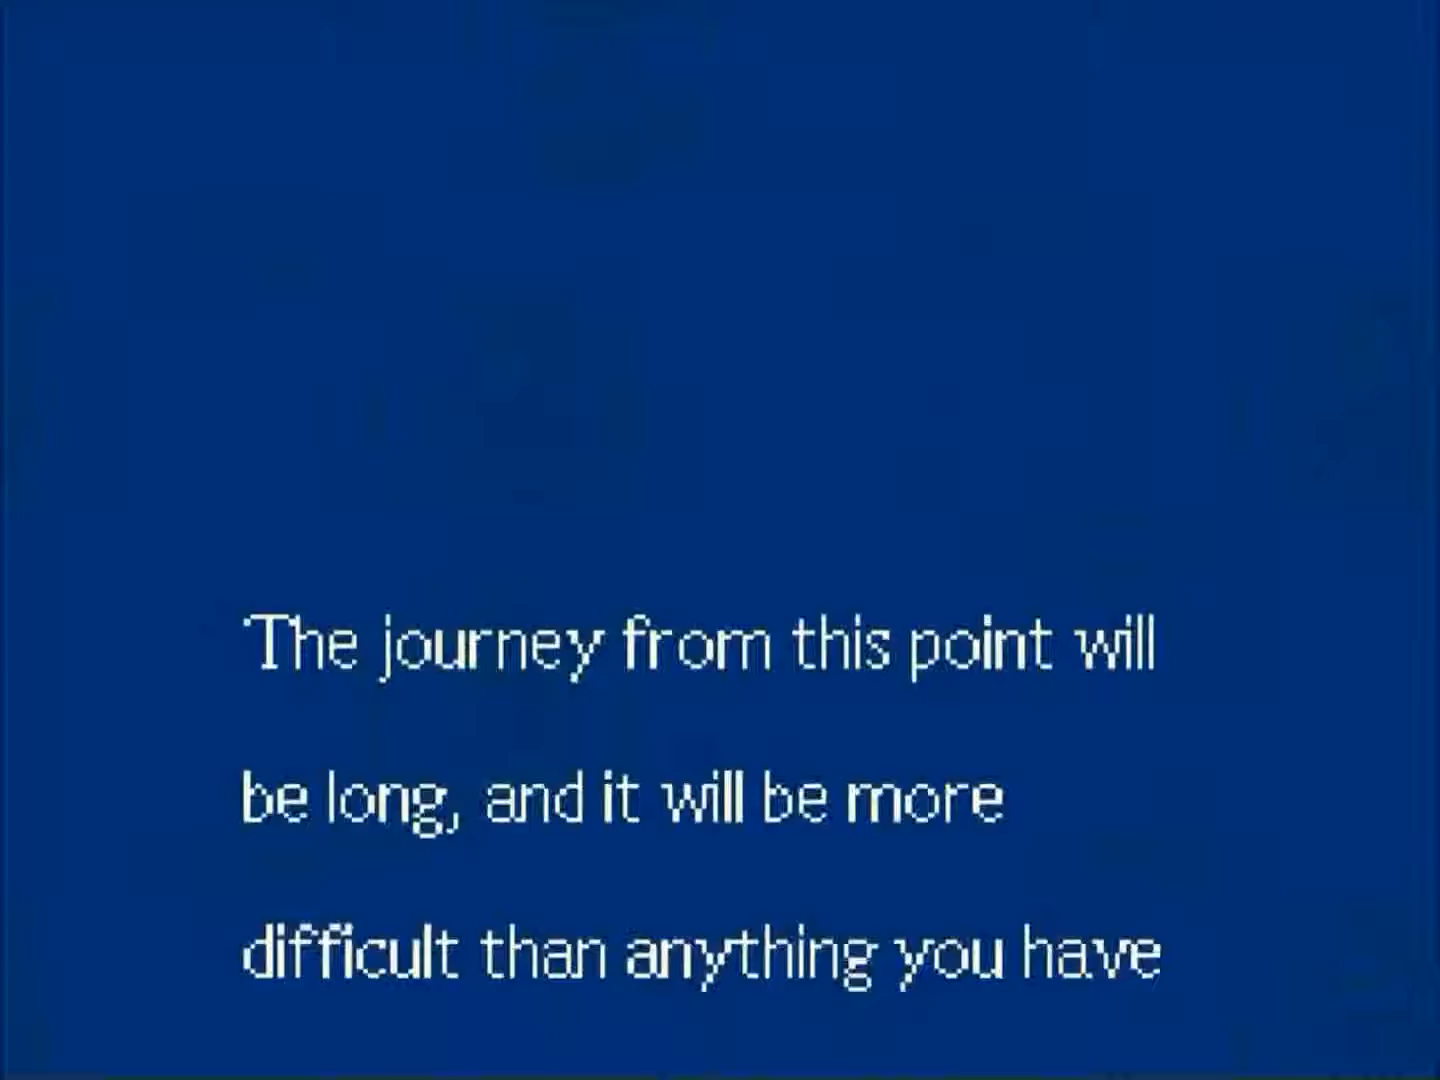 The journey from this point will
be long, and it will be more
difficult than anything you have